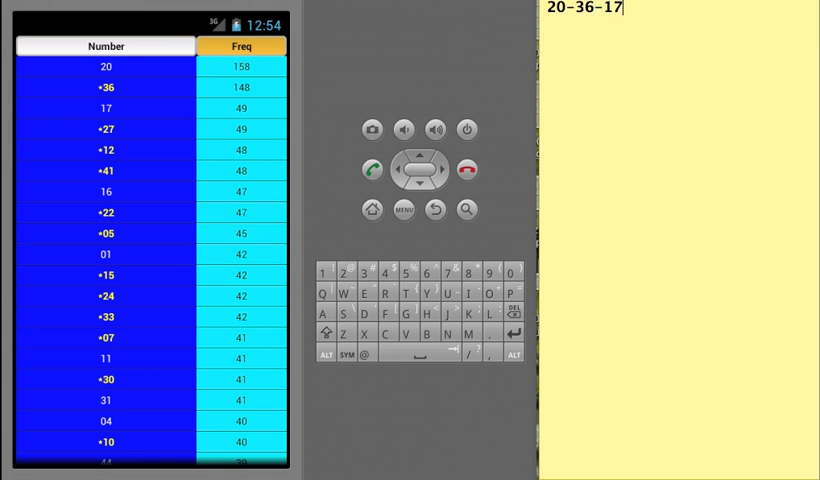 3G 12:54
Number Freq
20 158
*36 148
17 49
*27 49
*12 48
*41 48
16 47
*22 47
*05 45
01 42
*15 42
*24 42
*33 42
*07 41
11 41
*30 41
31 41
04 40
*10 40
44 39
MENU
1 ! 2 @ 3 # 4 $ 5 % 6 ^ 7 & 8 * 9 ( 0 )
Q W ~ E R T { Y } U _ I - O + P =
A S \ D F [ G ] H < J > K ; L : DEL
Z X C V B N M .
ALT SYM @ / ? , ALT
20-36-17